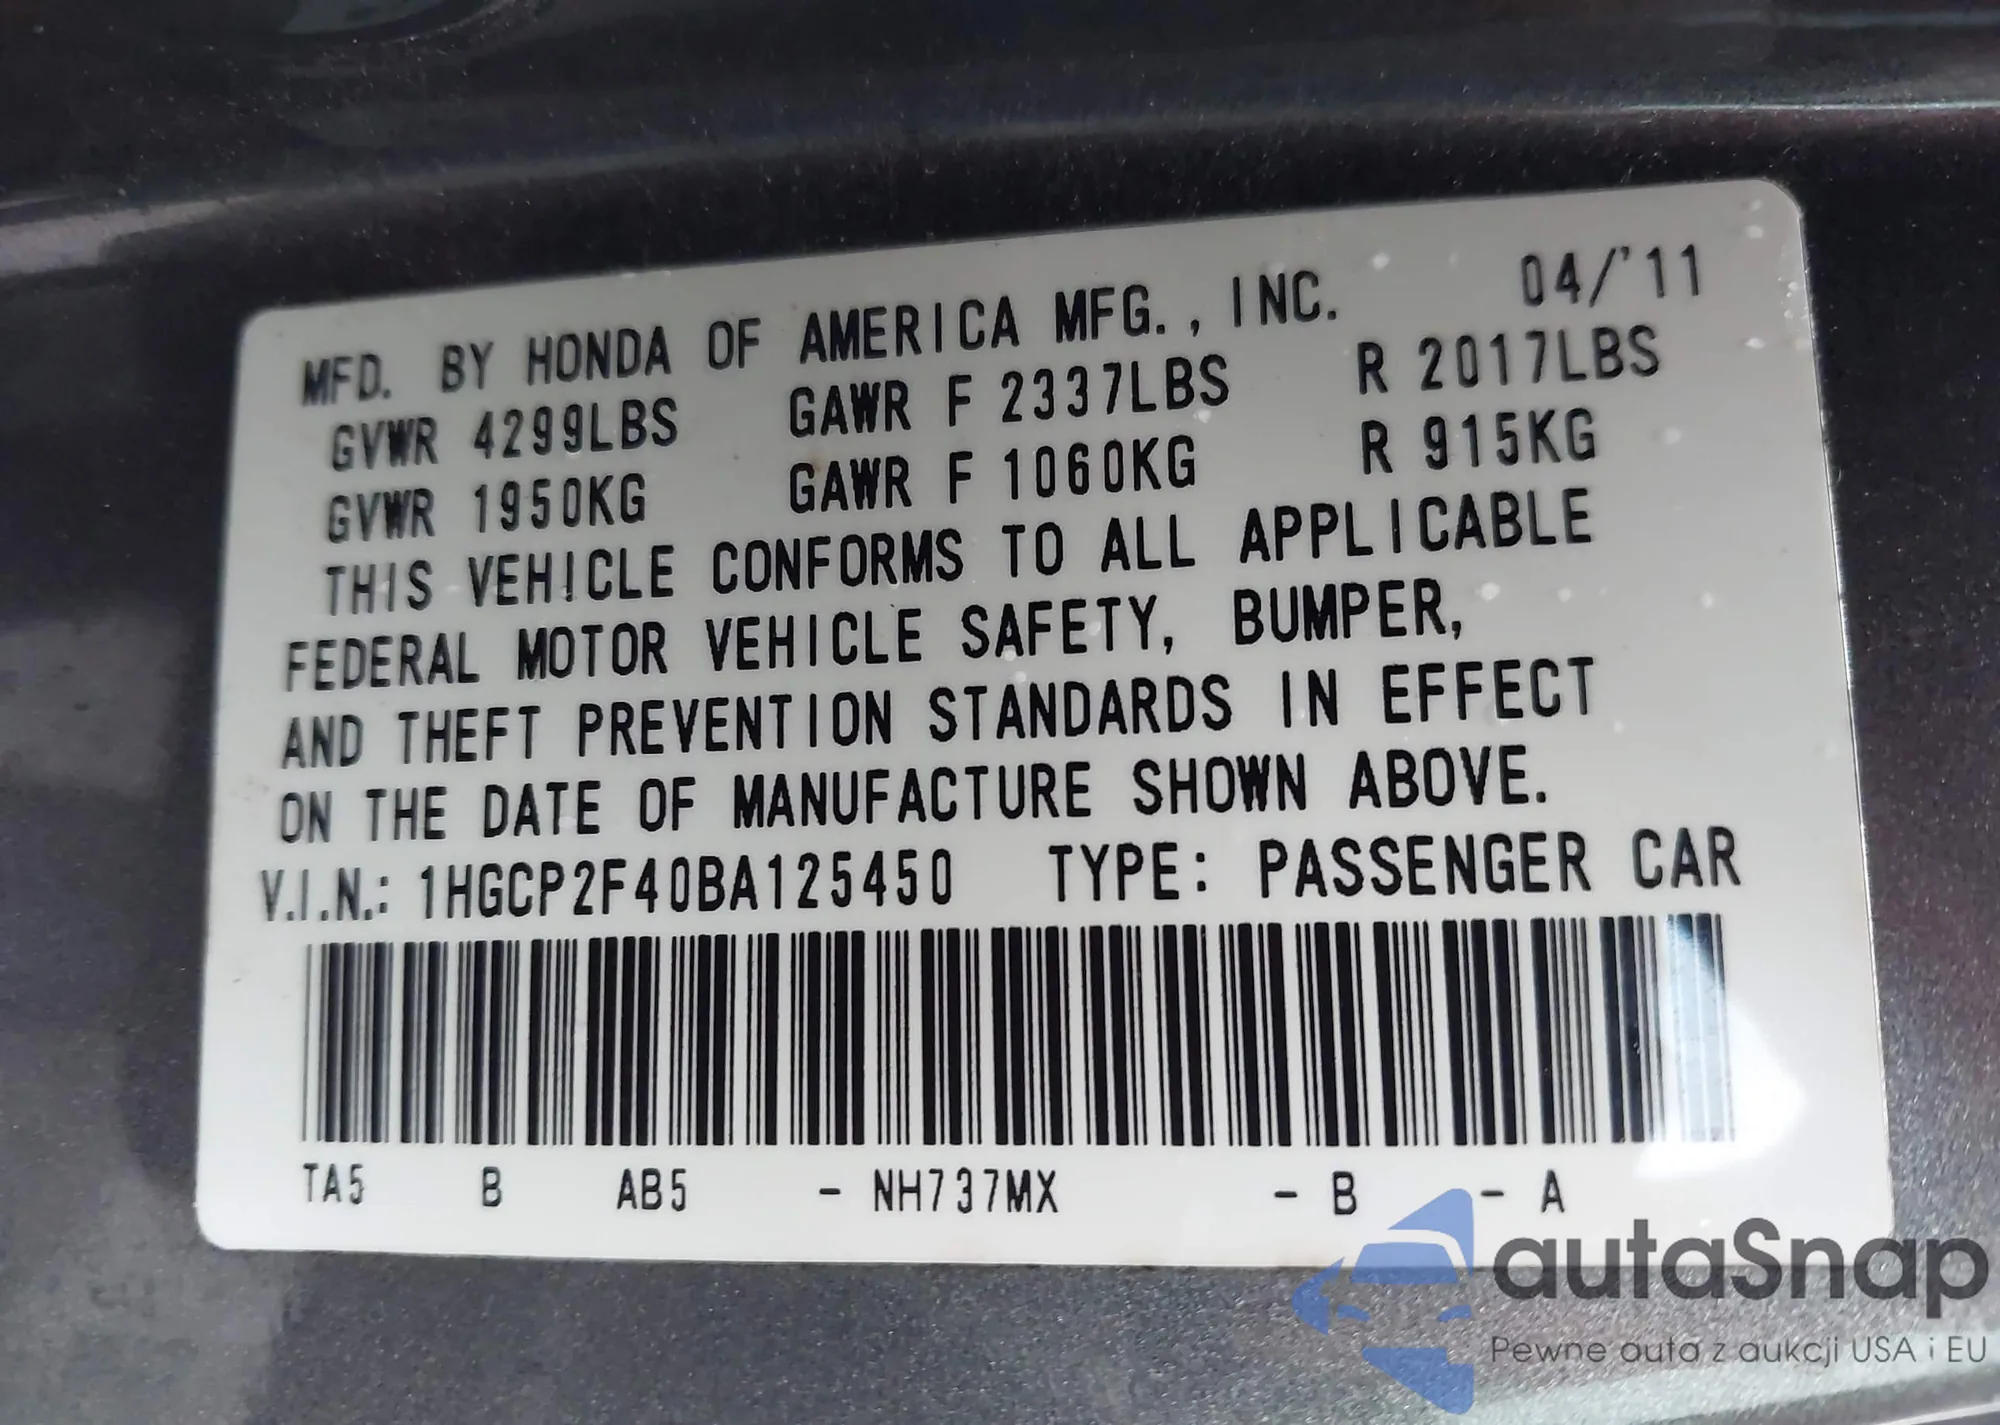 MFD. BY HONDA OF AMERICA MFG., INC. 04/'11
GVWR 4299LBS GAWR F 2337LBS R 2017LBS
GVWR 1950KG GAWR F 1060KG R 915KG
THIS VEHICLE CONFORMS TO ALL APPLICABLE
FEDERAL MOTOR VEHICLE SAFETY, BUMPER,
AND THEFT PREVENTION STANDARDS IN EFFECT
ON THE DATE OF MANUFACTURE SHOWN ABOVE.
V.I.N.: 1HGCP2F40BA125450 TYPE: PASSENGER CAR
TA5 B AB5 - NH737MX - B - A
autaSnap
Pewne auta z aukcji USA i EU